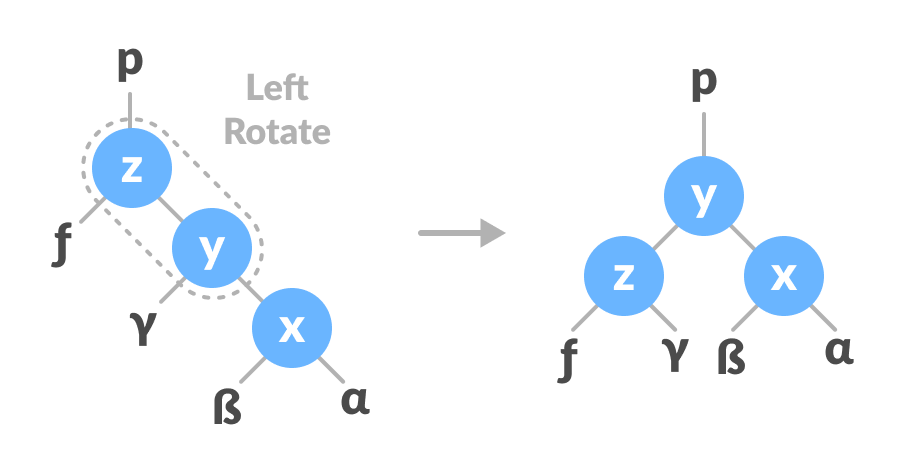 p
Left
Rotate
z
ƒ
y
γ
x
ß
α
p
y
z
x
ƒ
γ
ß
α